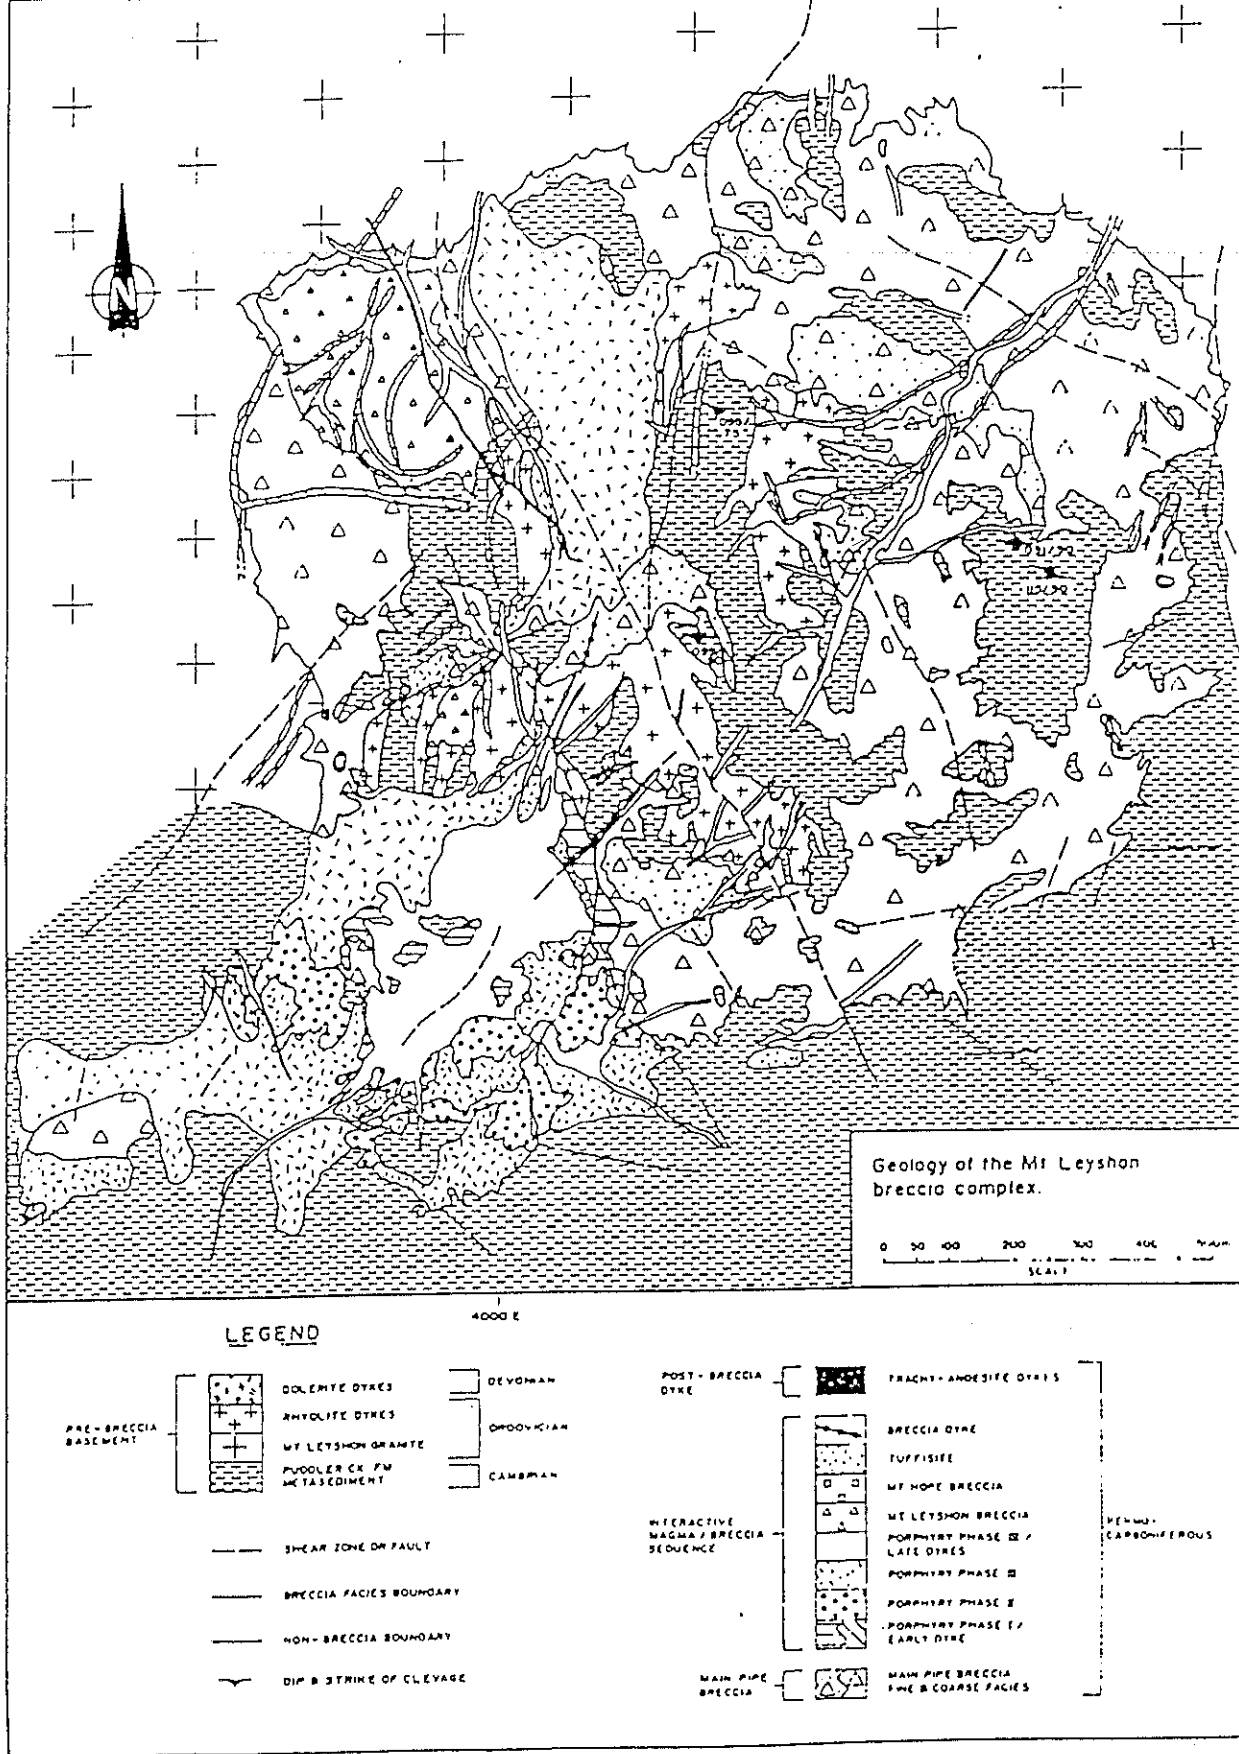 N
Geology of the Mt Leyshon
breccia complex.
0 50 100 200 300 400
SCALE
4000 E
LEGEND
PRE-BRECCIA
BASEMENT
DOLERITE DYKES
RHYOLITE DYKES
MT LEYSHON GRANITE
PUDDLER CK FM
METASEDIMENT
DEVONIAN
ORDOVICIAN
CAMBRIAN
SHEAR ZONE OR FAULT
BRECCIA FACIES BOUNDARY
NON-BRECCIA BOUNDARY
DIP & STRIKE OF CLEVAGE
POST-BRECCIA
DYKE
TRACHY-ANDESITE DYKES
INTERACTIVE
MAGMA/BRECCIA
SEQUENCE
BRECCIA DYKE
TUFFISITE
MT HOPE BRECCIA
MT LEYSHON BRECCIA
PORPHYRY PHASE IV /
LATE DYKES
PORPHYRY PHASE III
PORPHYRY PHASE II
PORPHYRY PHASE I /
EARLY DYKE
MAIN PIPE
BRECCIA
MAIN PIPE BRECCIA
FINE & COARSE FACIES
PERMO-
CARBONIFEROUS